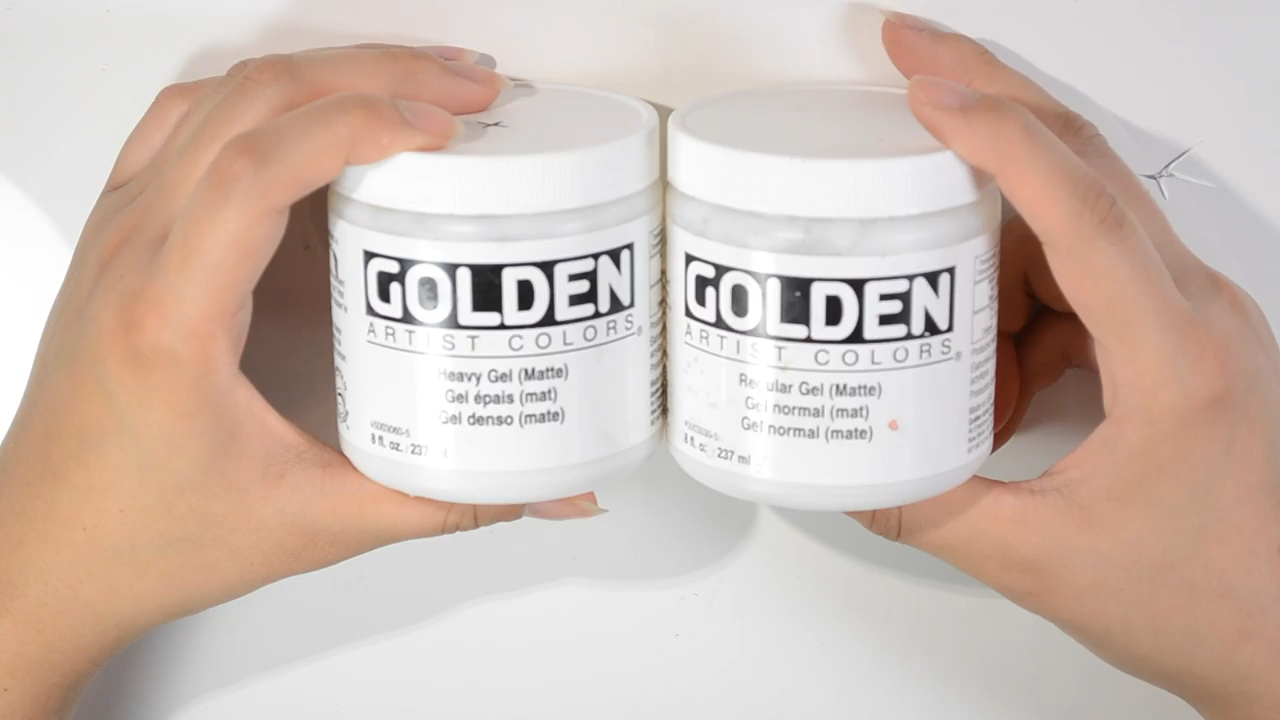 GOLDEN
ARTIST COLORS®
Heavy Gel (Matte)
Gel épais (mat)
Gel denso (mate)
8 fl. oz. / 237
GOLDEN
ARTIST COLORS®
Regular Gel (Matte)
Gel normal (mat)
Gel normal (mate)
8 fl. oz. / 237 ml